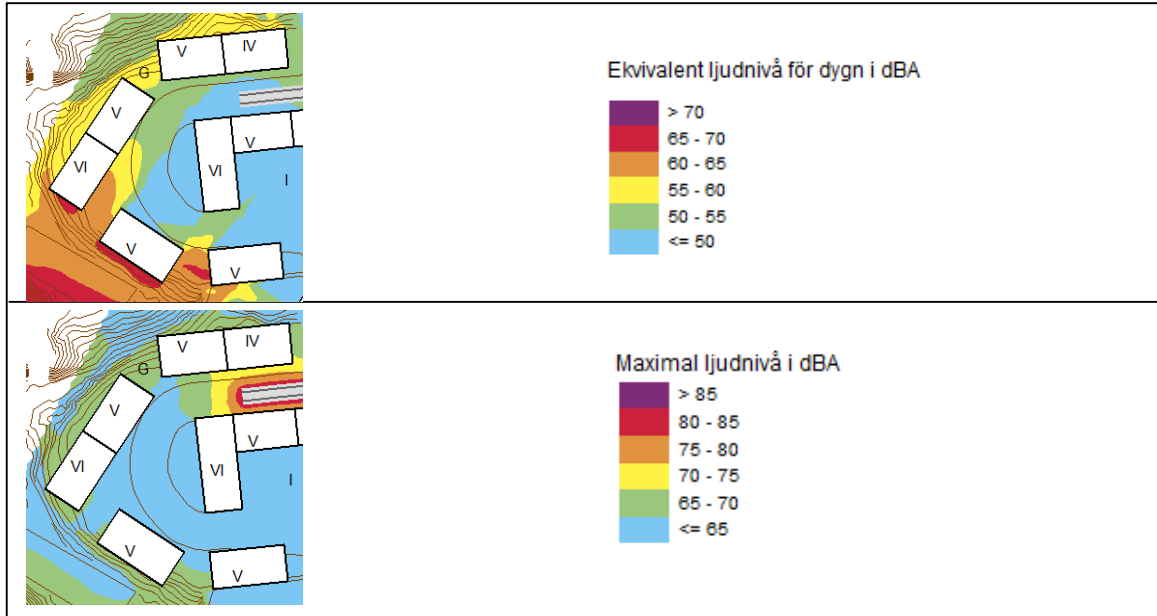 V IV
G
V
VI
V
VI
I
V
V
Ekvivalent ljudnivå för dygn i dBA
> 70
65 - 70
60 - 65
55 - 60
50 - 55
<= 50
V IV
G
V
V
VI
VI
I
V
V
Maximal ljudnivå i dBA
> 85
80 - 85
75 - 80
70 - 75
65 - 70
<= 65